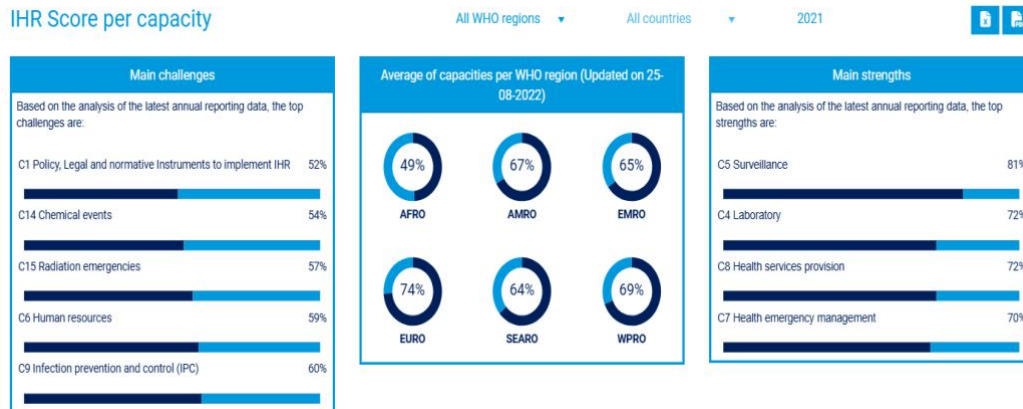 IHR Score per capacity
All WHO regions
All countries
2021
Main challenges
Based on the analysis of the latest annual reporting data, the top
challenges are:
C1 Policy, Legal and normative Instruments to implement IHR 52%
C14 Chemical events 54%
C15 Radiation emergencies 57%
C6 Human resources 59%
C9 Infection prevention and control (IPC) 60%
Average of capacities per WHO region (Updated on 25-
08-2022)
49% 67% 65%
AFRO AMRO EMRO
74% 64% 69%
EURO SEARO WPRO
Main strengths
Based on the analysis of the latest annual reporting data, the top
strengths are:
C5 Surveillance 81%
C4 Laboratory 72%
C8 Health services provision 72%
C7 Health emergency management 70%